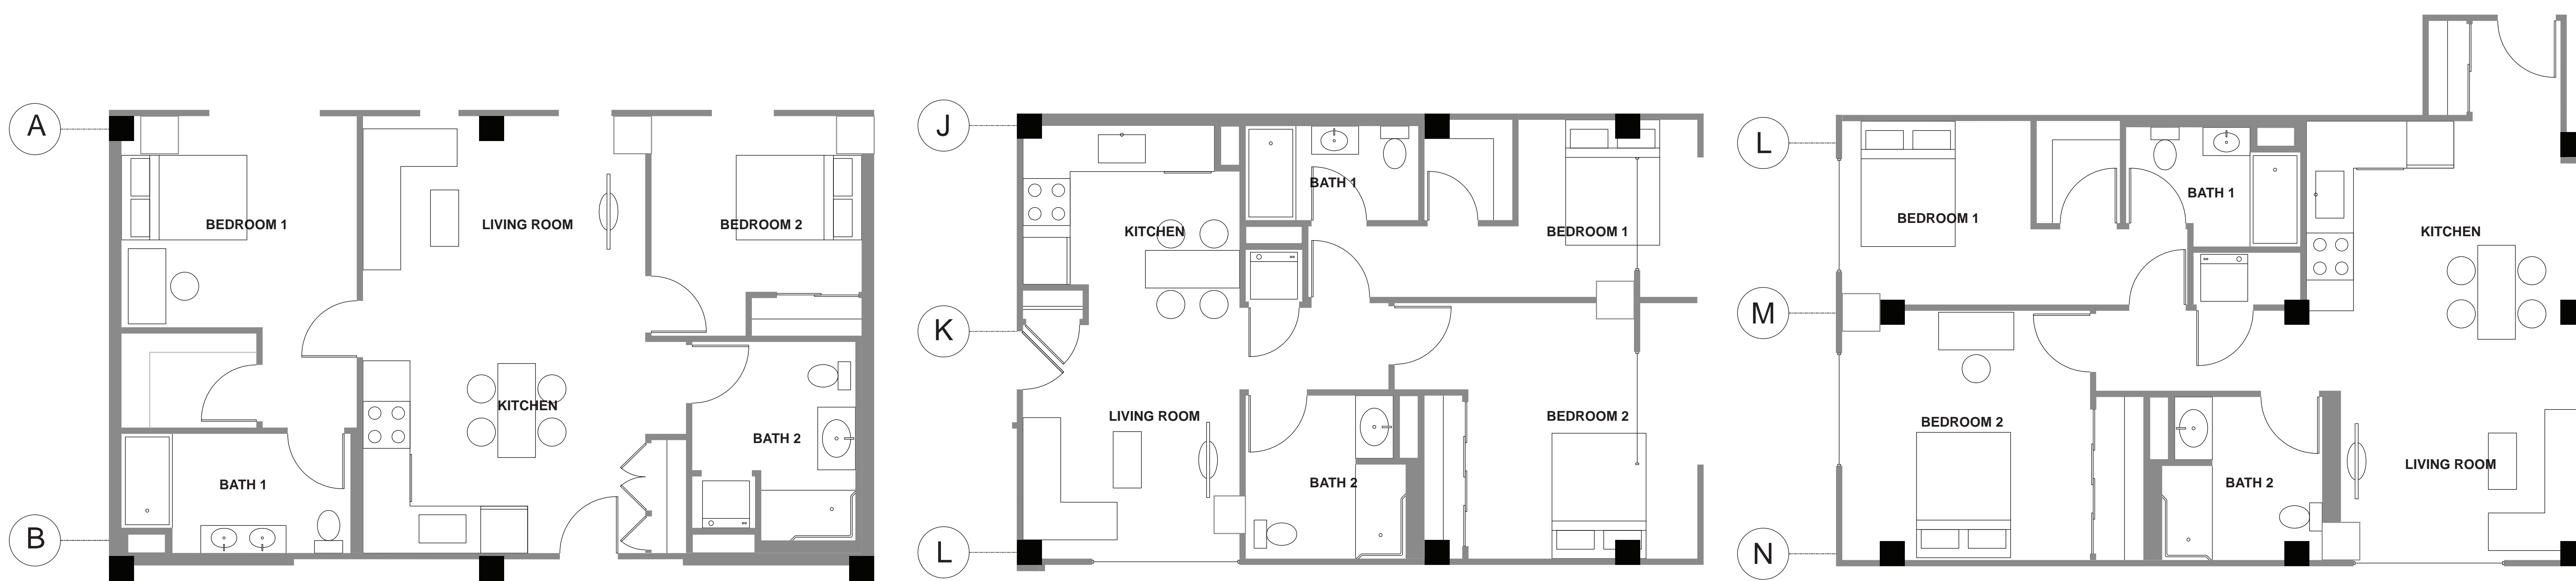 A
BEDROOM 1
LIVING ROOM
BEDROOM 2
KITCHEN
BATH 2
BATH 1
B
J
BATH 1
KITCHEN
BEDROOM 1
K
LIVING ROOM
BEDROOM 2
BATH 2
L
L
BATH 1
BEDROOM 1
KITCHEN
M
BEDROOM 2
LIVING ROOM
BATH 2
N